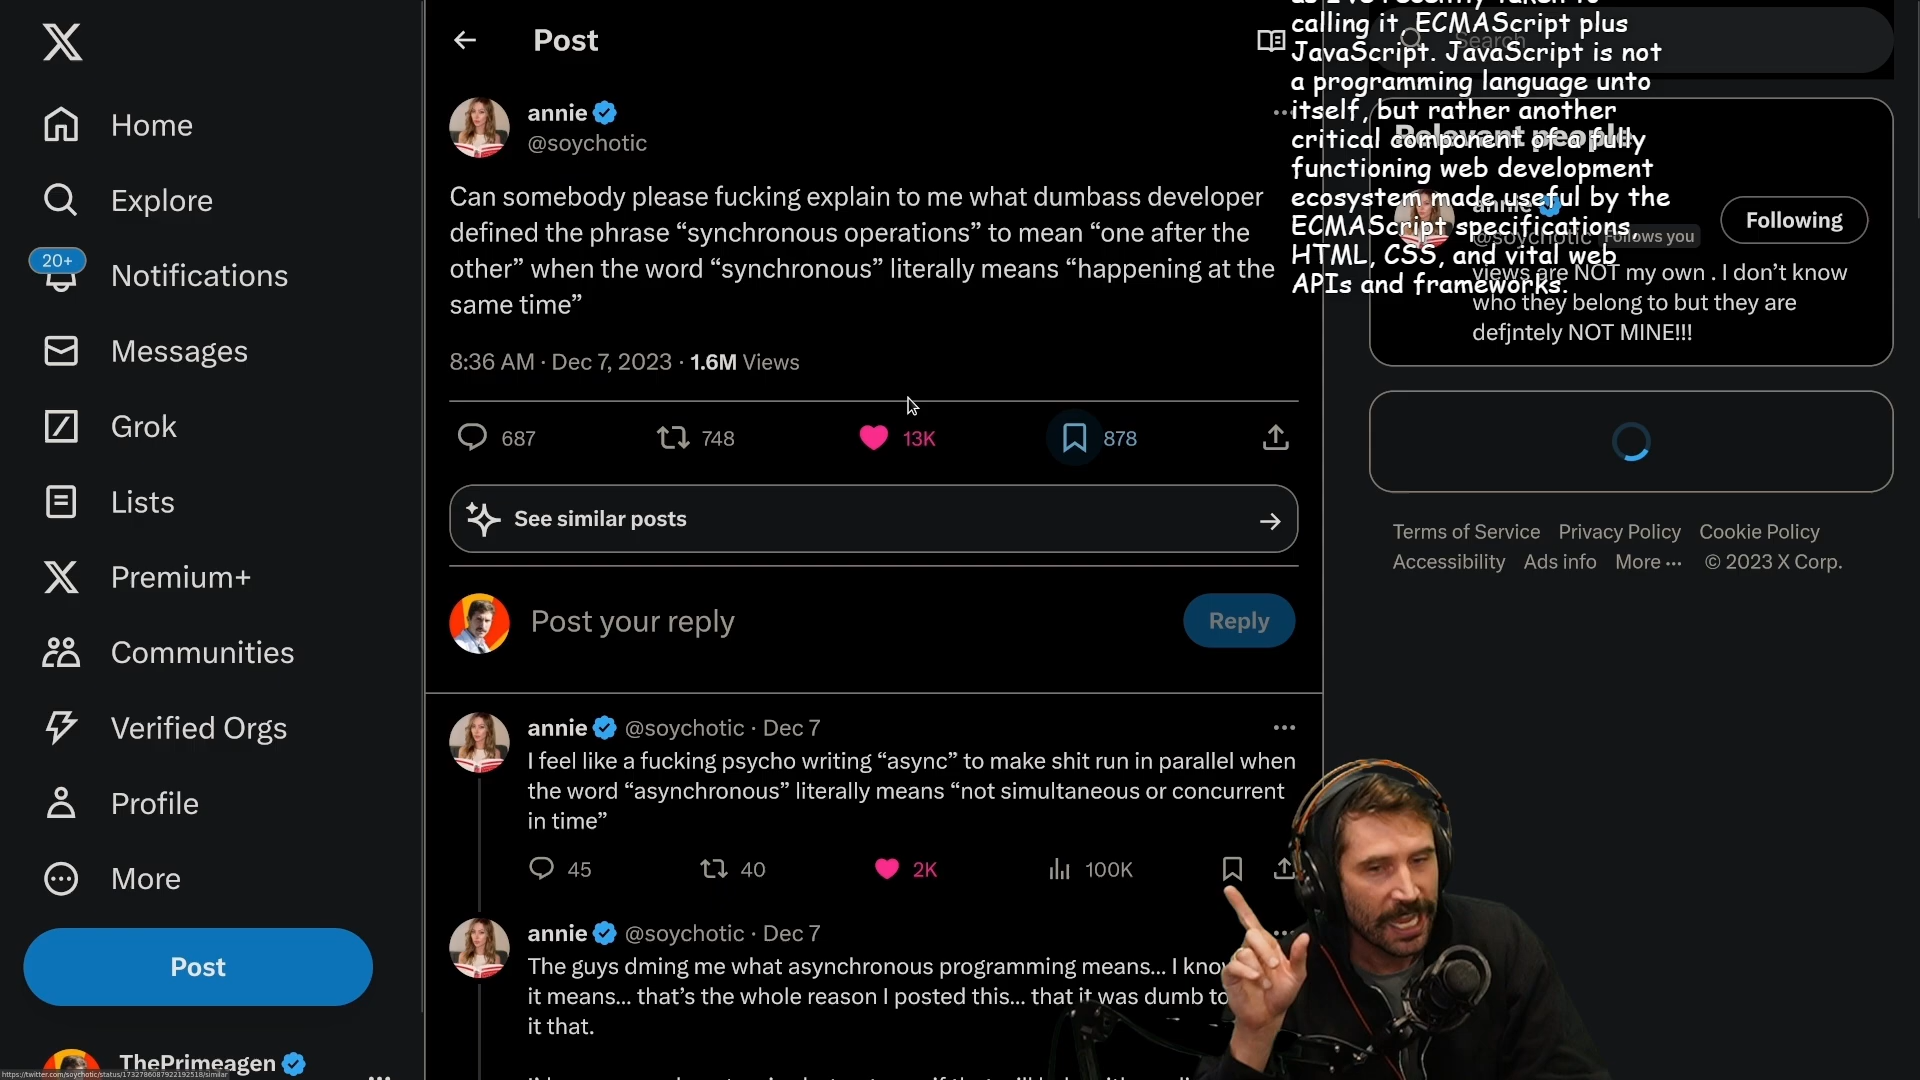 Home
Explore
20+
Notifications
Messages
Grok
Lists
Premium+
Communities
Verified Orgs
Profile
More
Post
ThePrimeagen
Post
annie
@soychotic
Can somebody please fucking explain to me what dumbass developer
defined the phrase “synchronous operations” to mean “one after the
other” when the word “synchronous” literally means “happening at the
same time”
8:36 AM · Dec 7, 2023 · 1.6M Views
687
748
13K
878
See similar posts
Post your reply
Reply
annie @soychotic · Dec 7
I feel like a fucking psycho writing “async” to make shit run in parallel when
the word “asynchronous” literally means “not simultaneous or concurrent
in time”
45
40
2K
100K
annie @soychotic · Dec 7
The guys dming me what asynchronous programming means... I know
it means... that’s the whole reason I posted this... that it was dumb to
it that.
calling it, ECMAScript plus
JavaScript. JavaScript is not
a programming language unto
itself, but rather another
critical component of a fully
functioning web development
ecosystem made useful by the
ECMAScript specifications,
HTML, CSS, and vital web
APIs and frameworks.
Search
Relevant people
annie
@soychotic Follows you
Following
views are NOT my own . I don’t know
who they belong to but they are
defjntely NOT MINE!!!
Terms of Service Privacy Policy Cookie Policy
Accessibility Ads info More © 2023 X Corp.